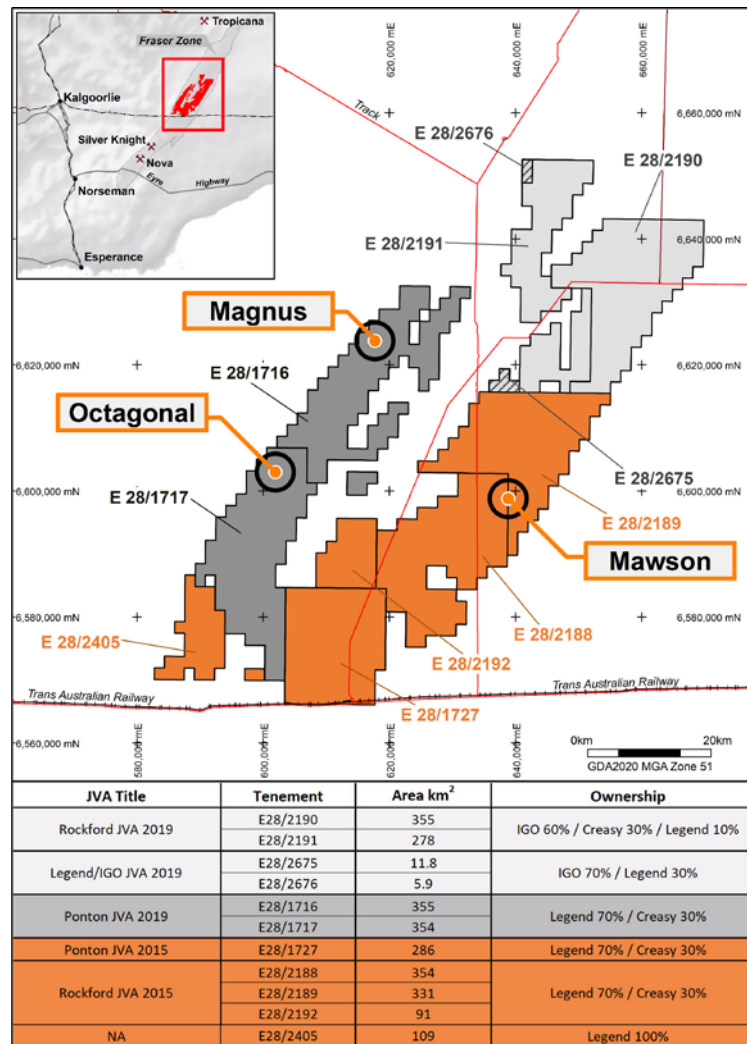 Tropicana
Fraser Zone
Kalgoorlie
Silver Knight
Nova
Norseman
Eyre Highway
Esperance
620,000 mE
640,000 mE
660,000 mE
Track
6,660,000 mN
E 28/2676
E 28/2190
E 28/2191
6,640,000 mN
6,640,000 mN
Magnus
6,620,000 mN
E 28/1716
6,620,000 mN
Octagonal
E 28/2675
6,600,000 mN
6,600,000 mN
E 28/1717
E 28/2189
Mawson
6,580,000 mN
6,580,000 mN
E 28/2188
E 28/2405
E 28/2192
Trans Australian Railway
Trans Australian Railway
E 28/1727
6,560,000 mN
580,000 mE
600,000 mE
620,000 mE
640,000 mE
0km
20km
GDA2020 MGA Zone 51
JVA Title Tenement Area km² Ownership
Rockford JVA 2019 E28/2190 355 IGO 60% / Creasy 30% / Legend 10%
E28/2191 278
Legend/IGO JVA 2019 E28/2675 11.8 IGO 70% / Legend 30%
E28/2676 5.9
Ponton JVA 2019 E28/1716 355 Legend 70% / Creasy 30%
E28/1717 354
Ponton JVA 2015 E28/1727 286 Legend 70% / Creasy 30%
Rockford JVA 2015 E28/2188 354 Legend 70% / Creasy 30%
E28/2189 331
E28/2192 91
NA E28/2405 109 Legend 100%